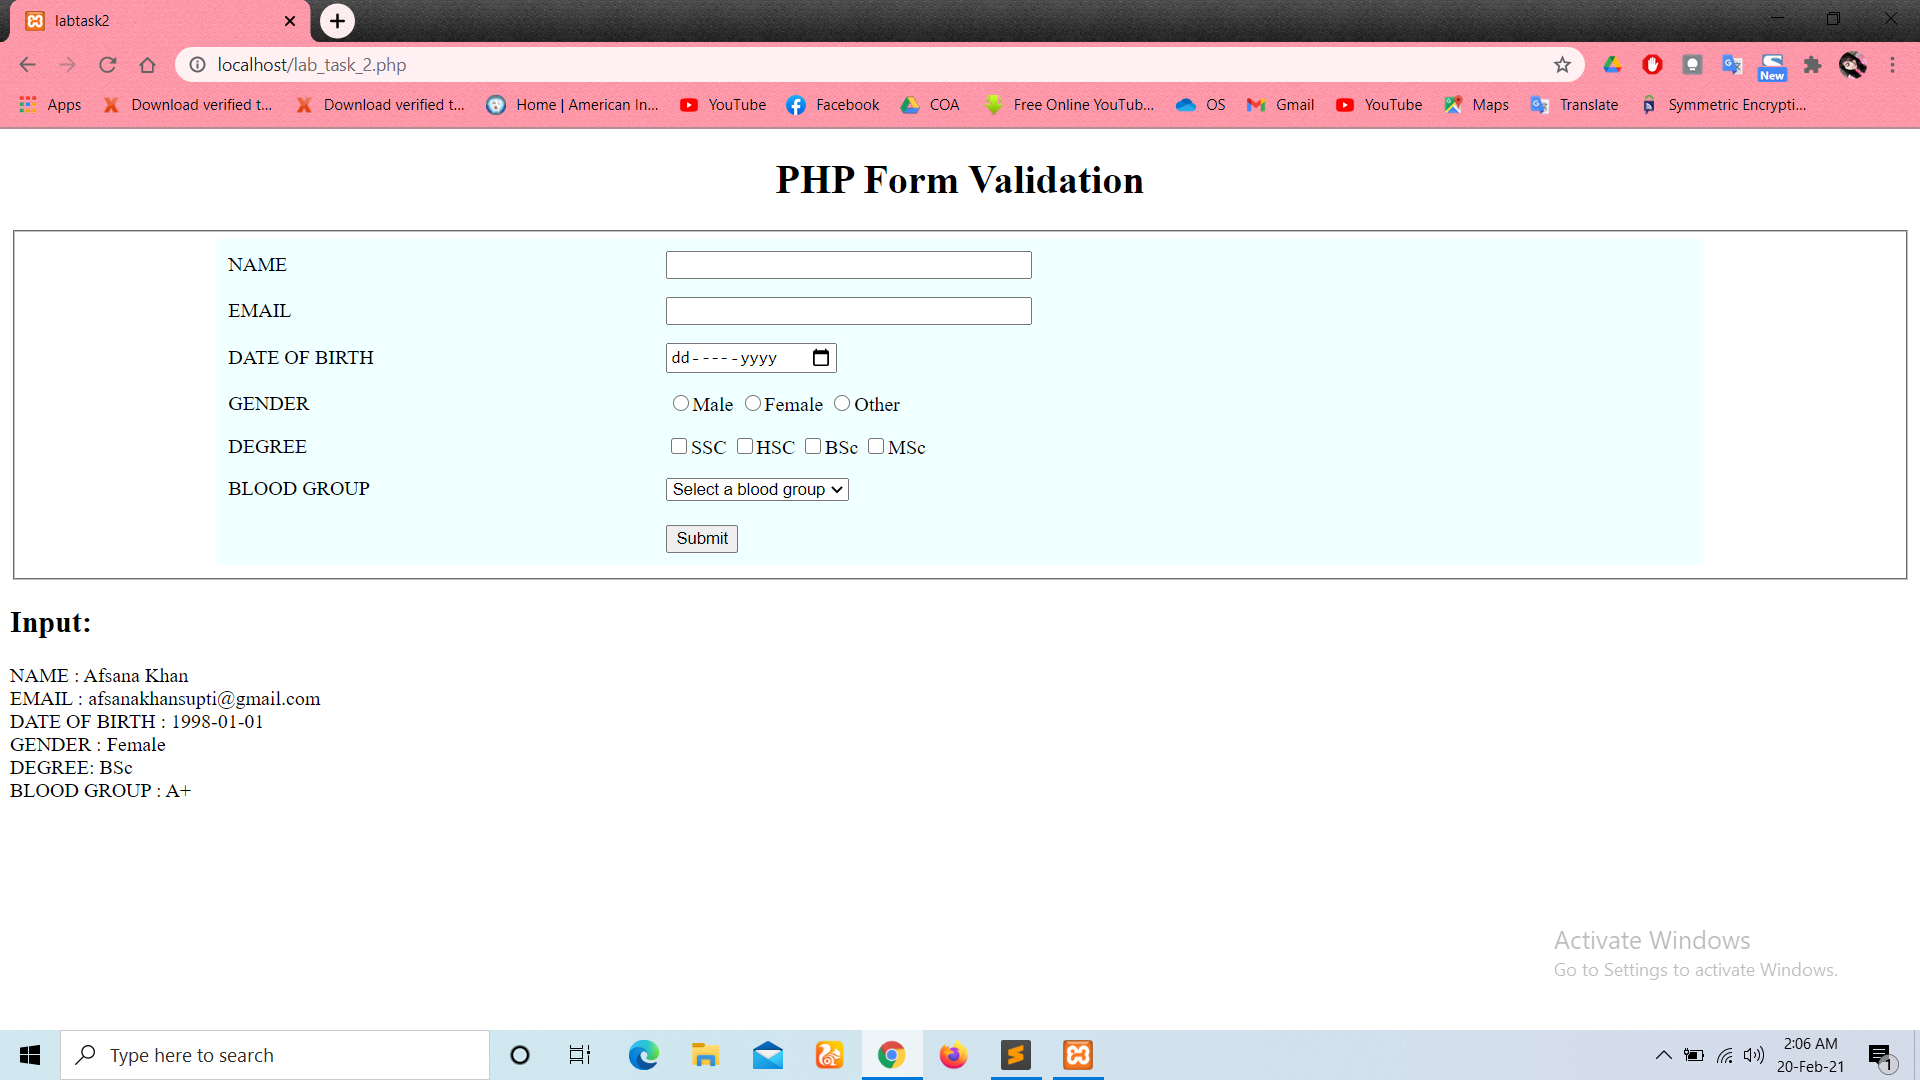 labtask2
localhost/lab_task_2.php
New
Apps Download verified t... Download verified t... Home | American In... YouTube Facebook COA Free Online YouTub... OS Gmail YouTube Maps Translate Symmetric Encrypti...
PHP Form Validation
NAME
EMAIL
DATE OF BIRTH dd-----yyyy
GENDER Male Female Other
DEGREE SSC HSC BSc MSc
BLOOD GROUP Select a blood group
Submit
Input:
NAME : Afsana Khan
EMAIL : afsanakhansupti@gmail.com
DATE OF BIRTH : 1998-01-01
GENDER : Female
DEGREE: BSc
BLOOD GROUP : A+
Activate Windows
Go to Settings to activate Windows.
Type here to search
2:06 AM
20-Feb-21
1